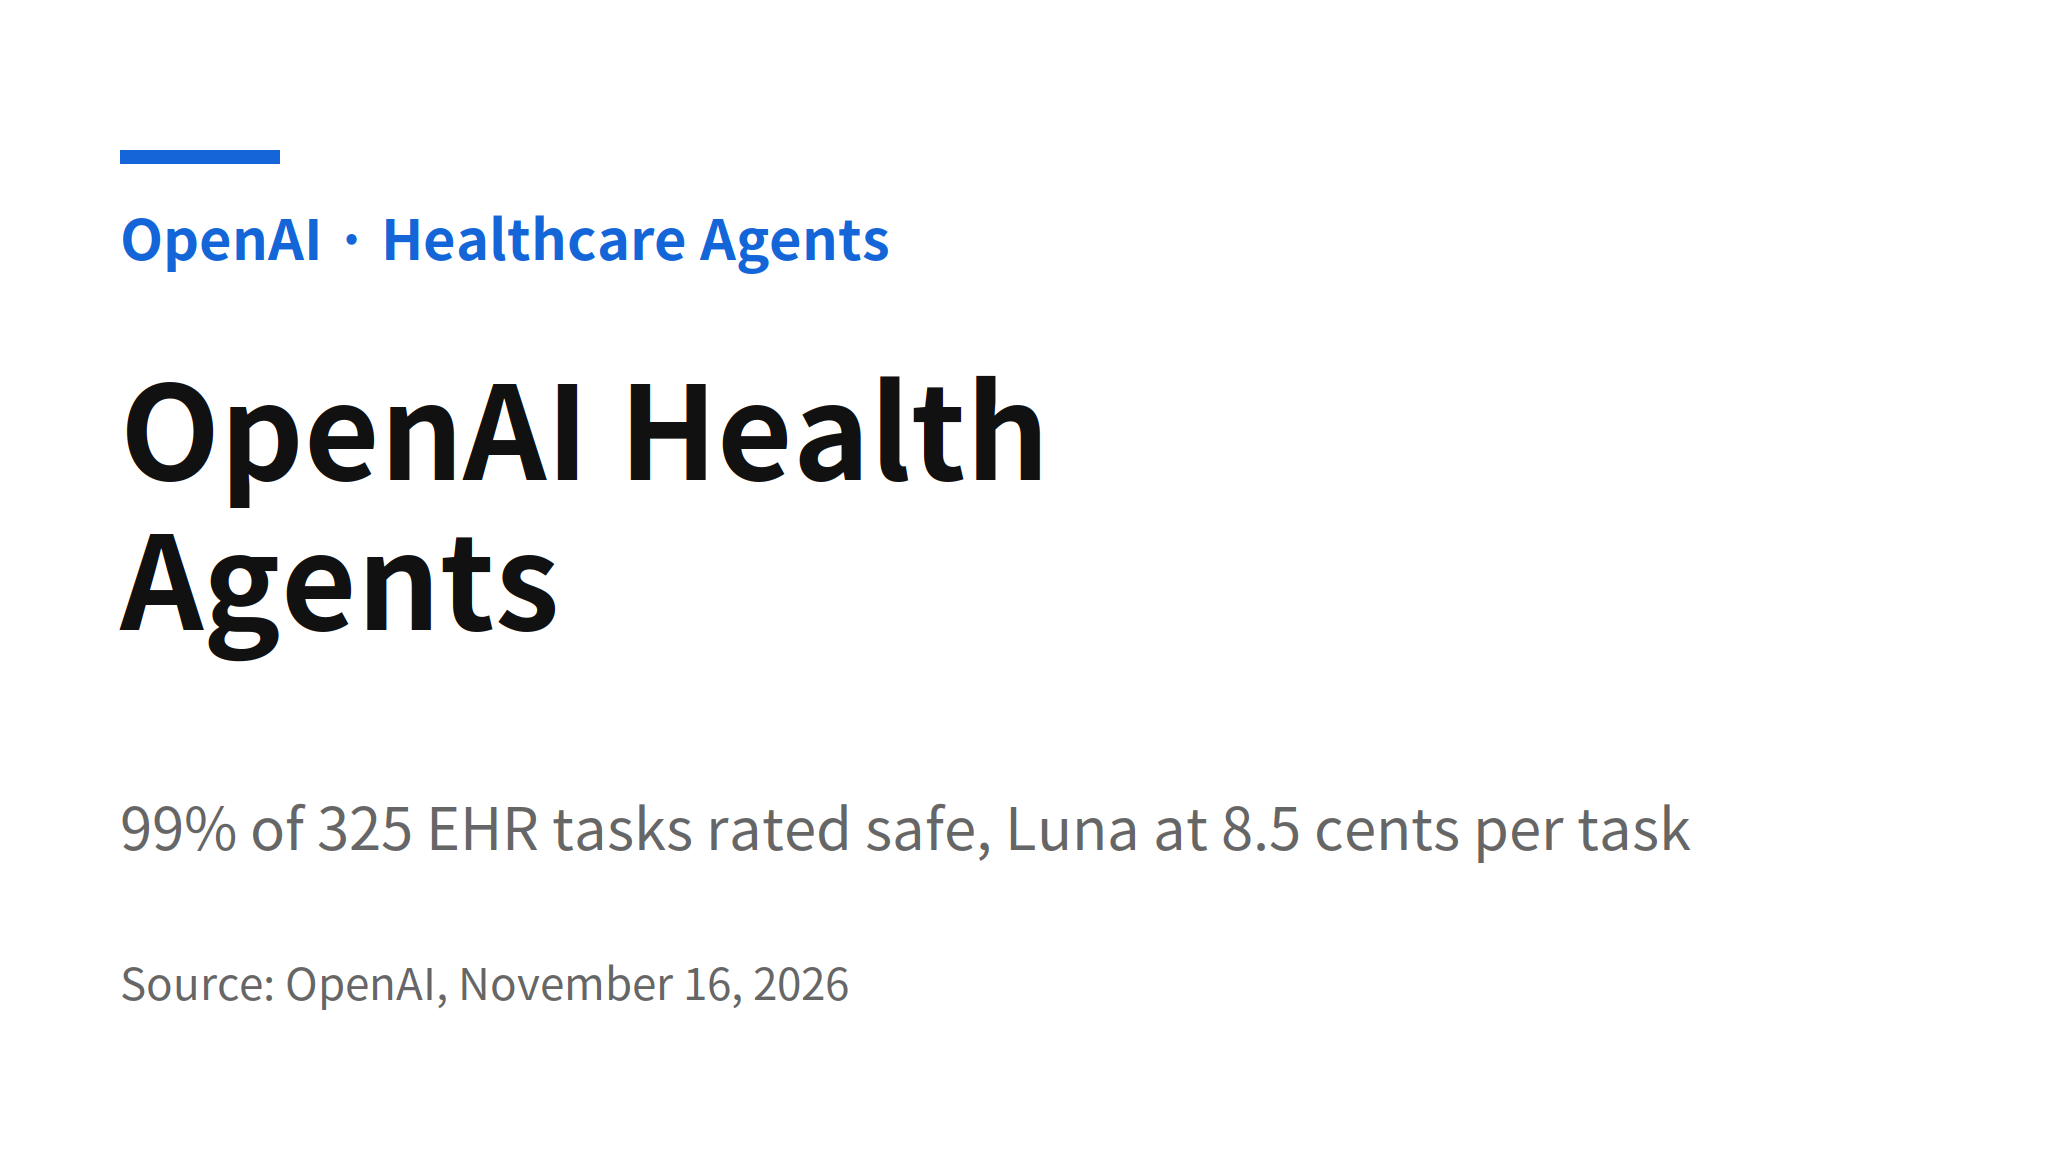 OpenAI · Healthcare Agents
OpenAI Health
Agents
99% of 325 EHR tasks rated safe, Luna at 8.5 cents per task
Source: OpenAI, November 16, 2026